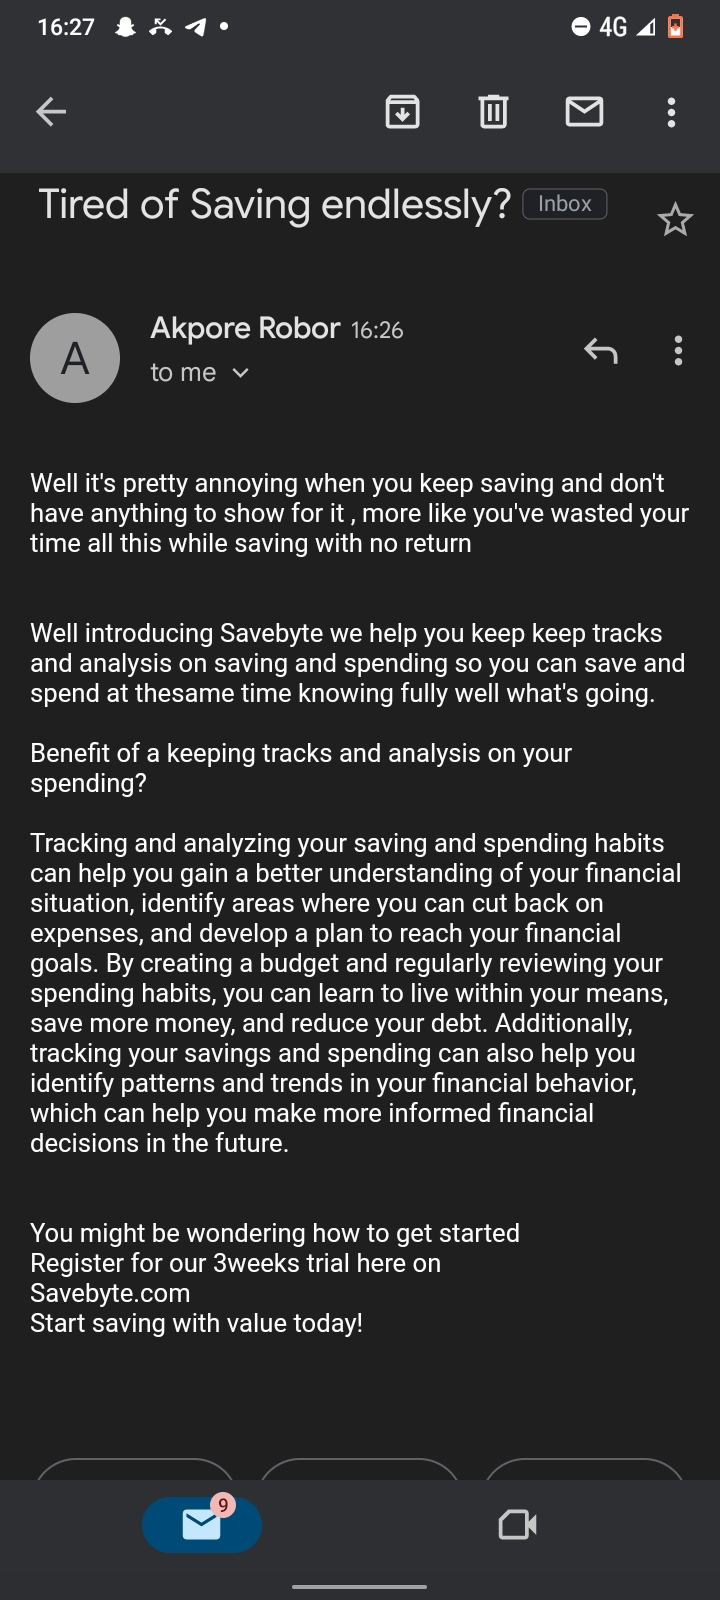 16:27
4G
Tired of Saving endlessly? Inbox
A
Akpore Robor 16:26
to me
Well it's pretty annoying when you keep saving and don't
have anything to show for it , more like you've wasted your
time all this while saving with no return
Well introducing Savebyte we help you keep keep tracks
and analysis on saving and spending so you can save and
spend at thesame time knowing fully well what's going.
Benefit of a keeping tracks and analysis on your
spending?
Tracking and analyzing your saving and spending habits
can help you gain a better understanding of your financial
situation, identify areas where you can cut back on
expenses, and develop a plan to reach your financial
goals. By creating a budget and regularly reviewing your
spending habits, you can learn to live within your means,
save more money, and reduce your debt. Additionally,
tracking your savings and spending can also help you
identify patterns and trends in your financial behavior,
which can help you make more informed financial
decisions in the future.
You might be wondering how to get started
Register for our 3weeks trial here on
Savebyte.com
Start saving with value today!
9